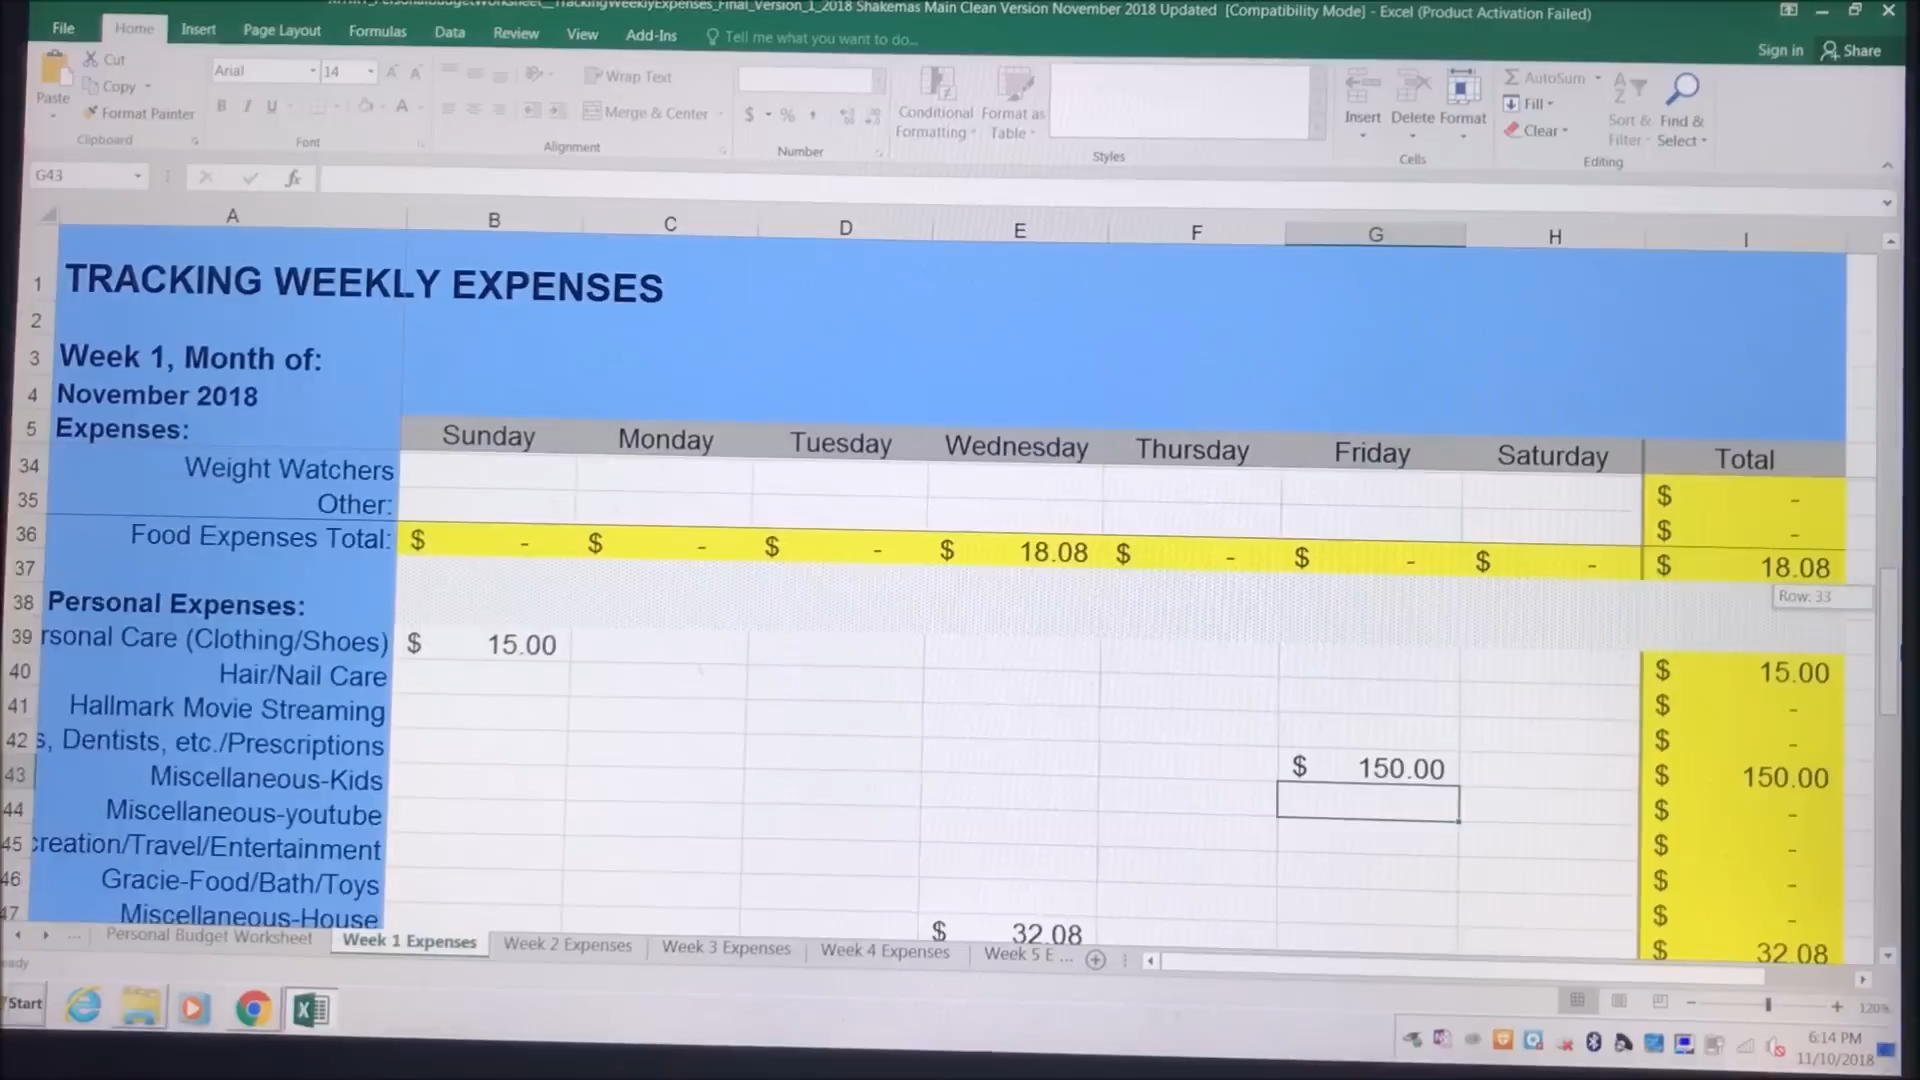 TrackingWeeklyExpenses_Final_Version_1_2018 Shakemas Main Clean Version November 2018 Updated [Compatibility Mode] - Excel (Product Activation Failed)
File Home Insert Page Layout Formulas Data Review View Add-Ins Tell me what you want to do... Sign in Share
Cut
Copy
Format Painter
Paste
Clipboard
Arial 14
B I U A
Font
Wrap Text
Merge & Center
Alignment
$ % ,
Number
Conditional Formatting
Format as Table
Styles
Insert Delete Format
Cells
AutoSum
Fill
Clear
Sort & Filter
Find & Select
Editing
G43 fx
A B C D E F G H I
1 TRACKING WEEKLY EXPENSES
2
3 Week 1, Month of:
4 November 2018
5 Expenses: Sunday Monday Tuesday Wednesday Thursday Friday Saturday Total
34 Weight Watchers $ -
35 Other: $ -
36 Food Expenses Total: $ - $ - $ - $ 18.08 $ - $ - $ - $ 18.08
37
Row: 33
38 Personal Expenses:
39 rsonal Care (Clothing/Shoes) $ 15.00 $ 15.00
40 Hair/Nail Care $ -
41 Hallmark Movie Streaming $ -
42 s, Dentists, etc./Prescriptions $ 150.00 $ 150.00
43 Miscellaneous-Kids $ -
44 Miscellaneous-youtube $ -
45 creation/Travel/Entertainment $ -
46 Gracie-Food/Bath/Toys $ -
47 Miscellaneous-House $ 32.08 $ 32.08
... Personal Budget Worksheet Week 1 Expenses Week 2 Expenses Week 3 Expenses Week 4 Expenses Week 5 E ...
eady
120%
Start
6:14 PM
11/10/2018